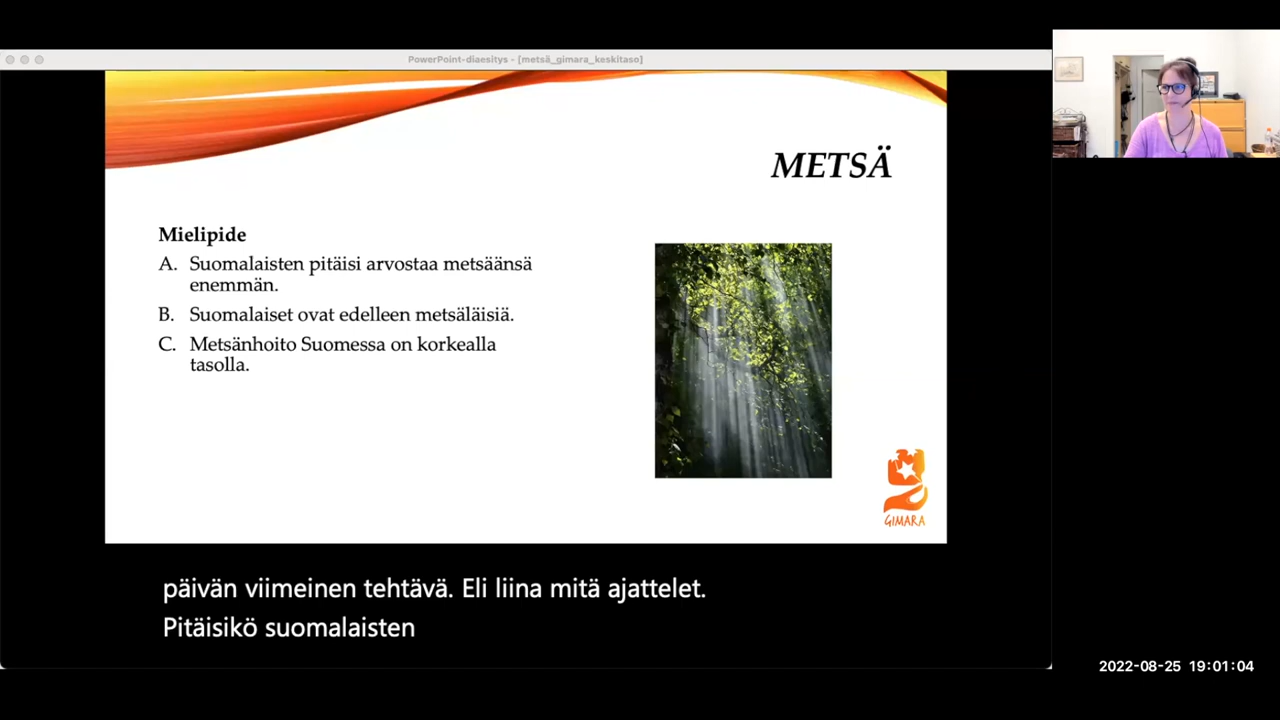 PowerPoint-diaesitys - [metsä_gimara_keskitaso]
METSÄ
Mielipide
A. Suomalaisten pitäisi arvostaa metsäänsä
enemmän.
B. Suomalaiset ovat edelleen metsäläisiä.
C. Metsänhoito Suomessa on korkealla
tasolla.
GIMARA
päivän viimeinen tehtävä. Eli liina mitä ajattelet.
Pitäisikö suomalaisten
2022-08-25 19:01:04